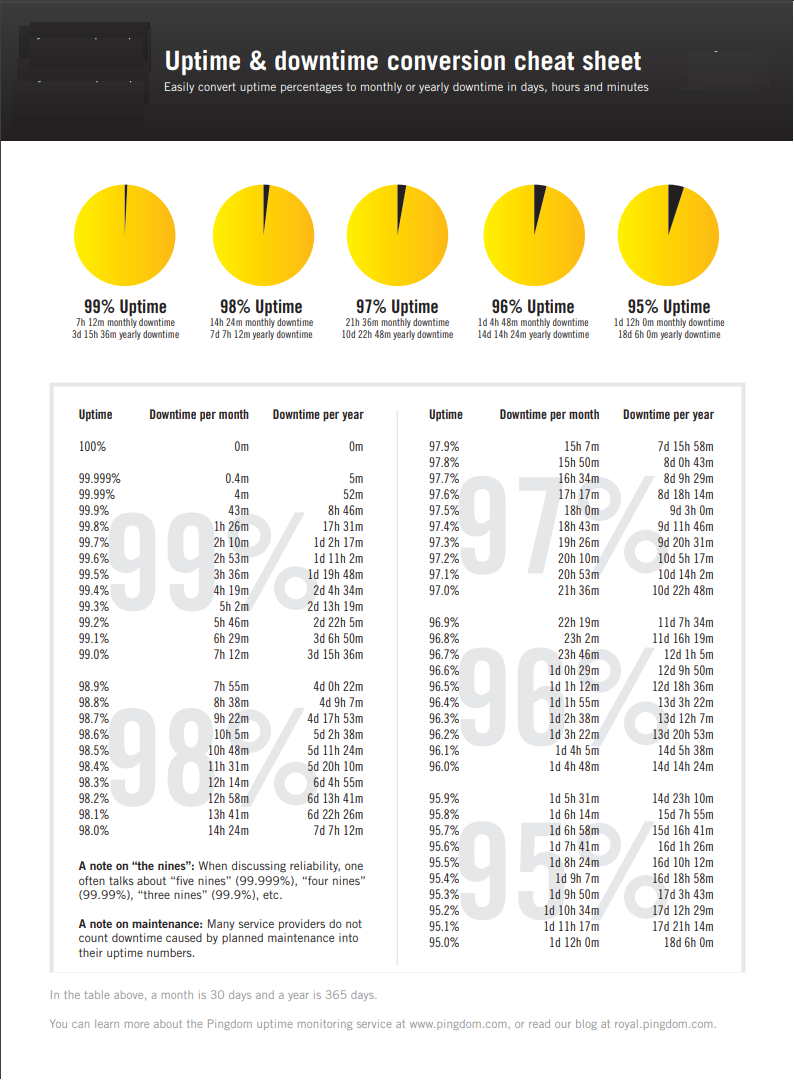 Uptime & downtime conversion cheat sheet
Easily convert uptime percentages to monthly or yearly downtime in days, hours and minutes
99% Uptime
7h 12m monthly downtime
3d 15h 36m yearly downtime
98% Uptime
14h 24m monthly downtime
7d 7h 12m yearly downtime
97% Uptime
21h 36m monthly downtime
10d 22h 48m yearly downtime
96% Uptime
1d 4h 48m monthly downtime
14d 14h 24m yearly downtime
95% Uptime
1d 12h 0m monthly downtime
18d 6h 0m yearly downtime
Uptime Downtime per month Downtime per year
100% 0m 0m
99.999% 0.4m 5m
99.99% 4m 52m
99.9% 43m 8h 46m
99.8% 1h 26m 17h 31m
99.7% 2h 10m 1d 2h 17m
99.6% 2h 53m 1d 11h 2m
99.5% 3h 36m 1d 19h 48m
99.4% 4h 19m 2d 4h 34m
99.3% 5h 2m 2d 13h 19m
99.2% 5h 46m 2d 22h 5m
99.1% 6h 29m 3d 6h 50m
99.0% 7h 12m 3d 15h 36m
99%
98.9% 7h 55m 4d 0h 22m
98.8% 8h 38m 4d 9h 7m
98.7% 9h 22m 4d 17h 53m
98.6% 10h 5m 5d 2h 38m
98.5% 10h 48m 5d 11h 24m
98.4% 11h 31m 5d 20h 10m
98.3% 12h 14m 6d 4h 55m
98.2% 12h 58m 6d 13h 41m
98.1% 13h 41m 6d 22h 26m
98.0% 14h 24m 7d 7h 12m
98%
A note on “the nines”: When discussing reliability, one
often talks about “five nines” (99.999%), “four nines”
(99.99%), “three nines” (99.9%), etc.
A note on maintenance: Many service providers do not
count downtime caused by planned maintenance into
their uptime numbers.
Uptime Downtime per month Downtime per year
97.9% 15h 7m 7d 15h 58m
97.8% 15h 50m 8d 0h 43m
97.7% 16h 34m 8d 9h 29m
97.6% 17h 17m 8d 18h 14m
97.5% 18h 0m 9d 3h 0m
97.4% 18h 43m 9d 11h 46m
97.3% 19h 26m 9d 20h 31m
97.2% 20h 10m 10d 5h 17m
97.1% 20h 53m 10d 14h 2m
97.0% 21h 36m 10d 22h 48m
97%
96.9% 22h 19m 11d 7h 34m
96.8% 23h 2m 11d 16h 19m
96.7% 23h 46m 12d 1h 5m
96.6% 1d 0h 29m 12d 9h 50m
96.5% 1d 1h 12m 12d 18h 36m
96.4% 1d 1h 55m 13d 3h 22m
96.3% 1d 2h 38m 13d 12h 7m
96.2% 1d 3h 22m 13d 20h 53m
96.1% 1d 4h 5m 14d 5h 38m
96.0% 1d 4h 48m 14d 14h 24m
96%
95.9% 1d 5h 31m 14d 23h 10m
95.8% 1d 6h 14m 15d 7h 55m
95.7% 1d 6h 58m 15d 16h 41m
95.6% 1d 7h 41m 16d 1h 26m
95.5% 1d 8h 24m 16d 10h 12m
95.4% 1d 9h 7m 16d 18h 58m
95.3% 1d 9h 50m 17d 3h 43m
95.2% 1d 10h 34m 17d 12h 29m
95.1% 1d 11h 17m 17d 21h 14m
95.0% 1d 12h 0m 18d 6h 0m
95%
In the table above, a month is 30 days and a year is 365 days.
You can learn more about the Pingdom uptime monitoring service at www.pingdom.com, or read our blog at royal.pingdom.com.